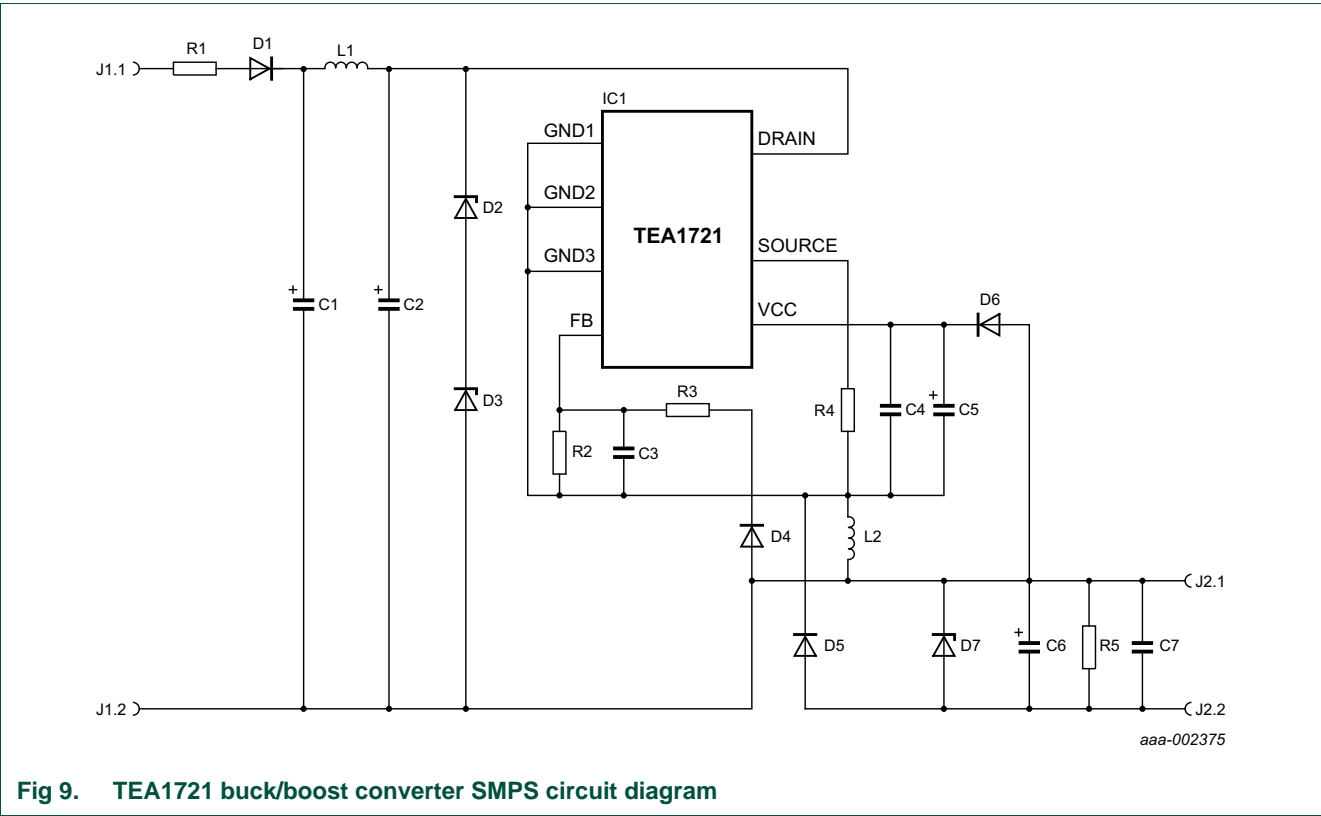 R1
D1
L1
J1.1
IC1
GND1
DRAIN
GND2
D2
TEA1721
SOURCE
GND3
C1
C2
FB
VCC
D6
D3
R3
R4
C4
C5
R2
C3
D4
L2
J2.1
D5
D7
C6
R5
C7
J1.2
J2.2
aaa-002375
Fig 9. TEA1721 buck/boost converter SMPS circuit diagram